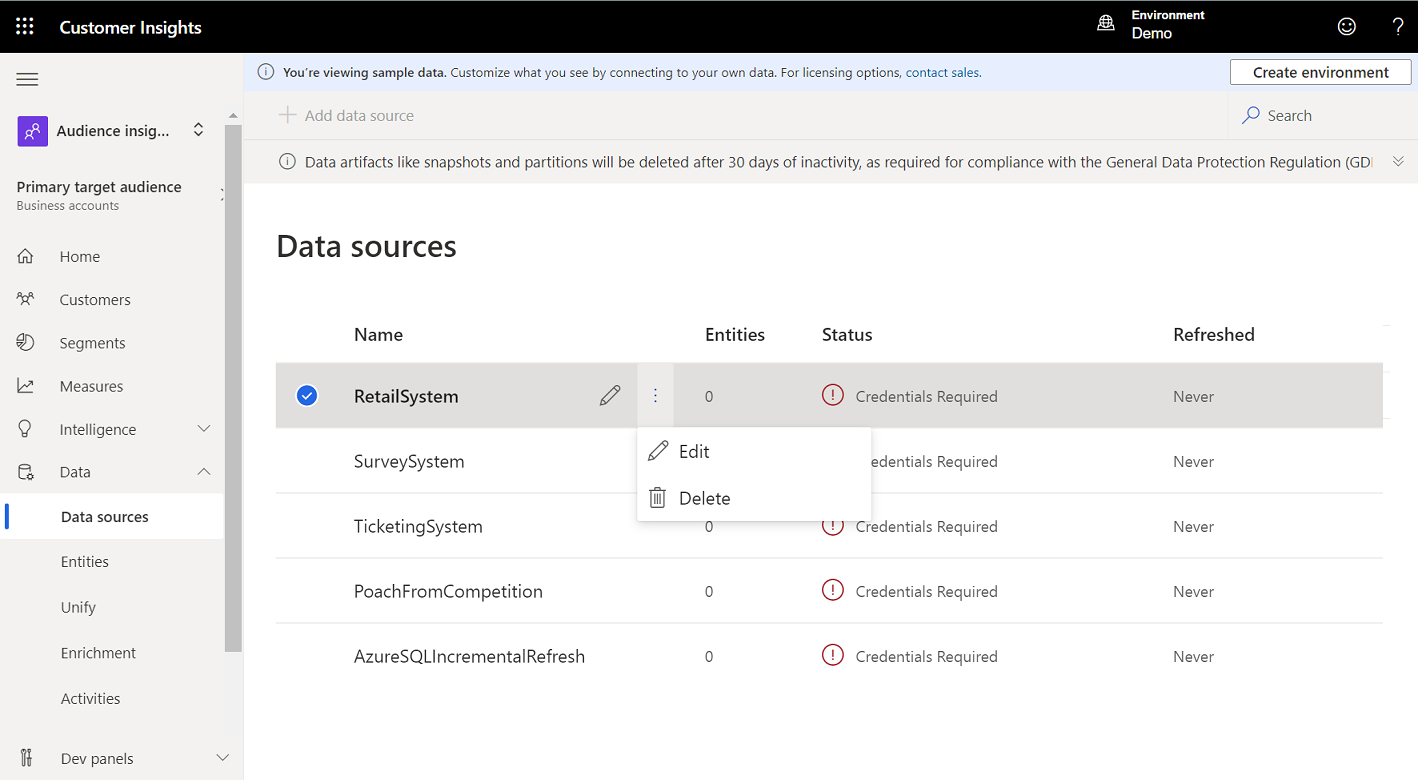 Customer Insights
Environment
Demo
?
You're viewing sample data. Customize what you see by connecting to your own data. For licensing options, contact sales.
Create environment
Add data source
Search
Audience insig...
Data artifacts like snapshots and partitions will be deleted after 30 days of inactivity, as required for compliance with the General Data Protection Regulation (GD
Primary target audience
Business accounts
Home
Customers
Segments
Measures
Intelligence
Data
Data sources
Entities
Unify
Enrichment
Activities
Dev panels
Data sources
Name Entities Status Refreshed
RetailSystem 0 Credentials Required Never
Edit
Delete
SurveySystem edentials Required Never
TicketingSystem 0 Credentials Required Never
PoachFromCompetition 0 Credentials Required Never
AzureSQLIncrementalRefresh 0 Credentials Required Never